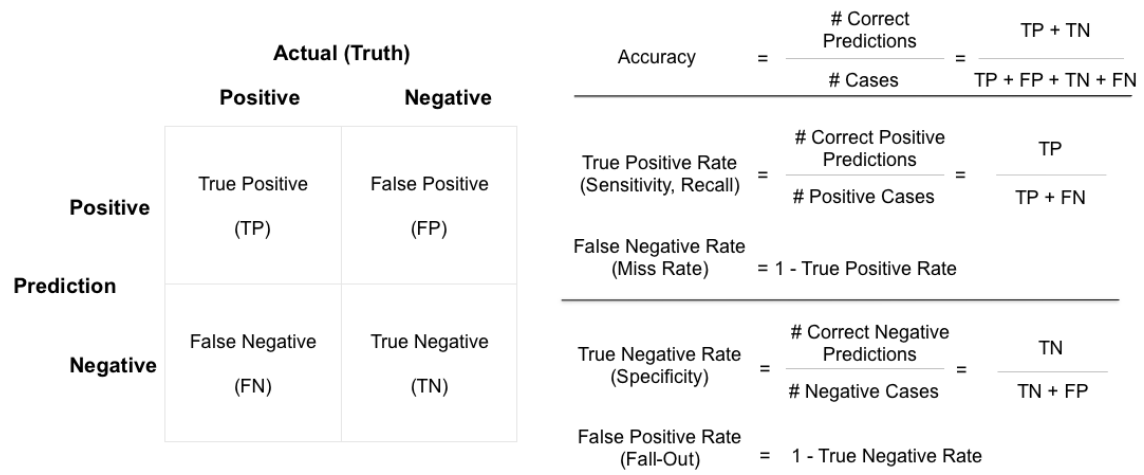 Actual (Truth)
Positive Negative
Positive
True Positive
(TP)
False Positive
(FP)
Prediction
Negative
False Negative
(FN)
True Negative
(TN)
Accuracy = # Correct
Predictions
# Cases
= TP + TN
TP + FP + TN + FN
True Positive Rate
(Sensitivity, Recall)
= # Correct Positive
Predictions
# Positive Cases
= TP
TP + FN
False Negative Rate
(Miss Rate)
= 1 - True Positive Rate
True Negative Rate
(Specificity)
= # Correct Negative
Predictions
# Negative Cases
= TN
TN + FP
False Positive Rate
(Fall-Out)
= 1 - True Negative Rate